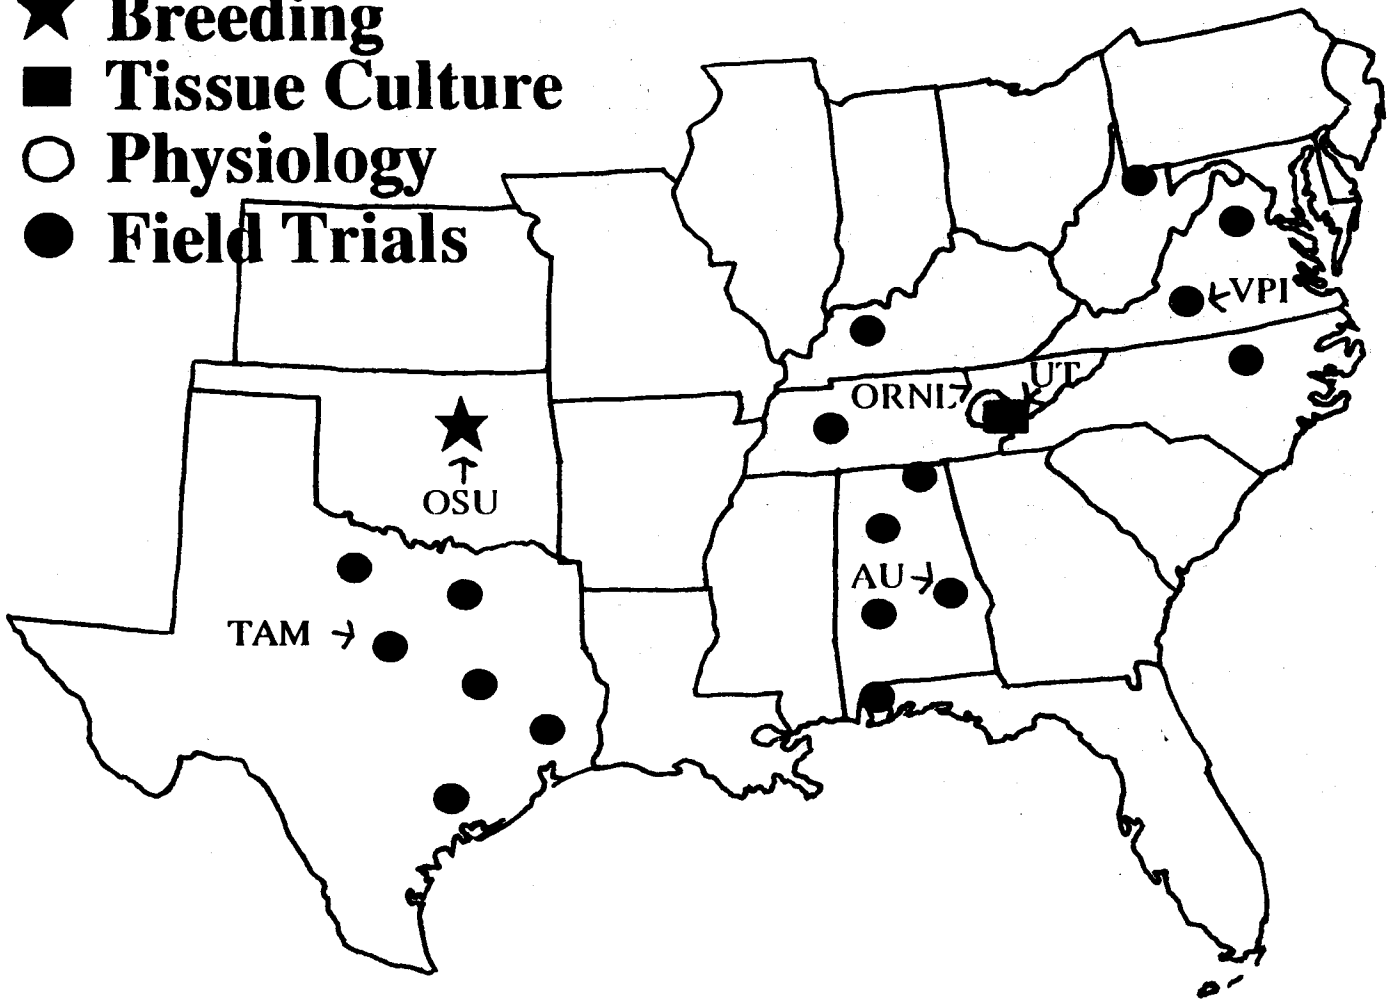 Breeding
Tissue Culture
Physiology
Field Trials
VPI
UT
ORNL
OSU
AU
TAM